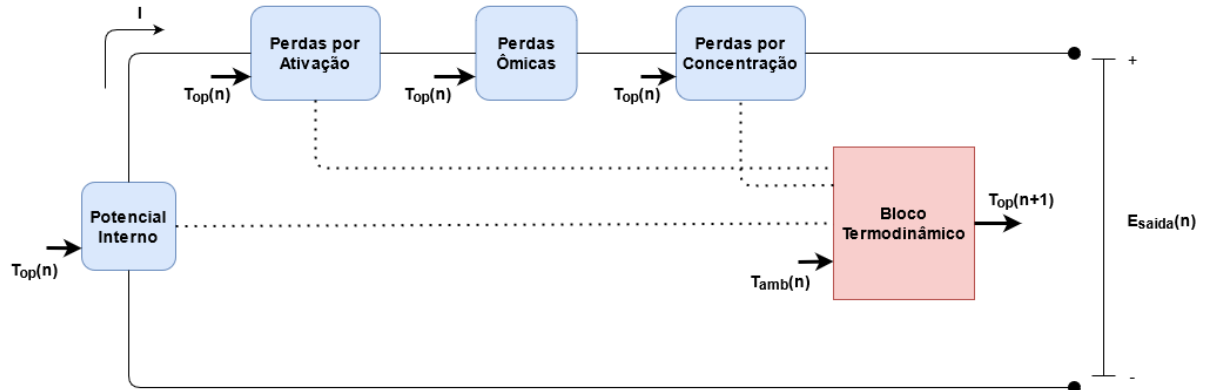 I
Perdas por
Ativação
Perdas
Ômicas
Perdas por
Concentração
+
Top(n)
Top(n)
Top(n)
Potencial
Interno
Top(n)
Bloco
Termodinâmico
Top(n+1)
Tamb(n)
Esaida(n)
-